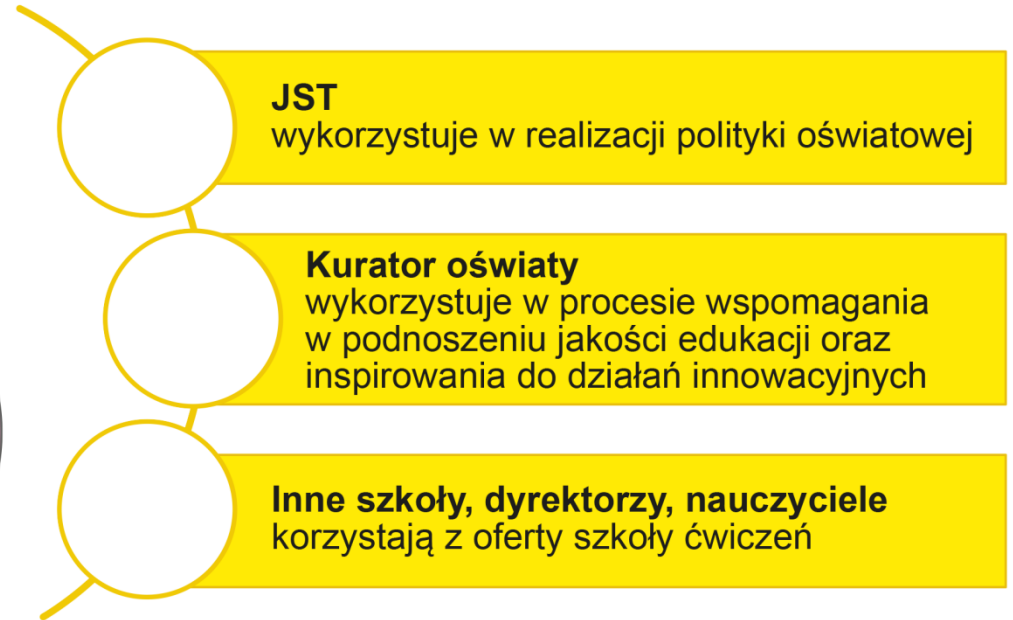 JST
wykorzystuje w realizacji polityki oświatowej
Kurator oświaty
wykorzystuje w procesie wspomagania
w podnoszeniu jakości edukacji oraz
inspirowania do działań innowacyjnych
Inne szkoły, dyrektorzy, nauczyciele
korzystają z oferty szkoły ćwiczeń